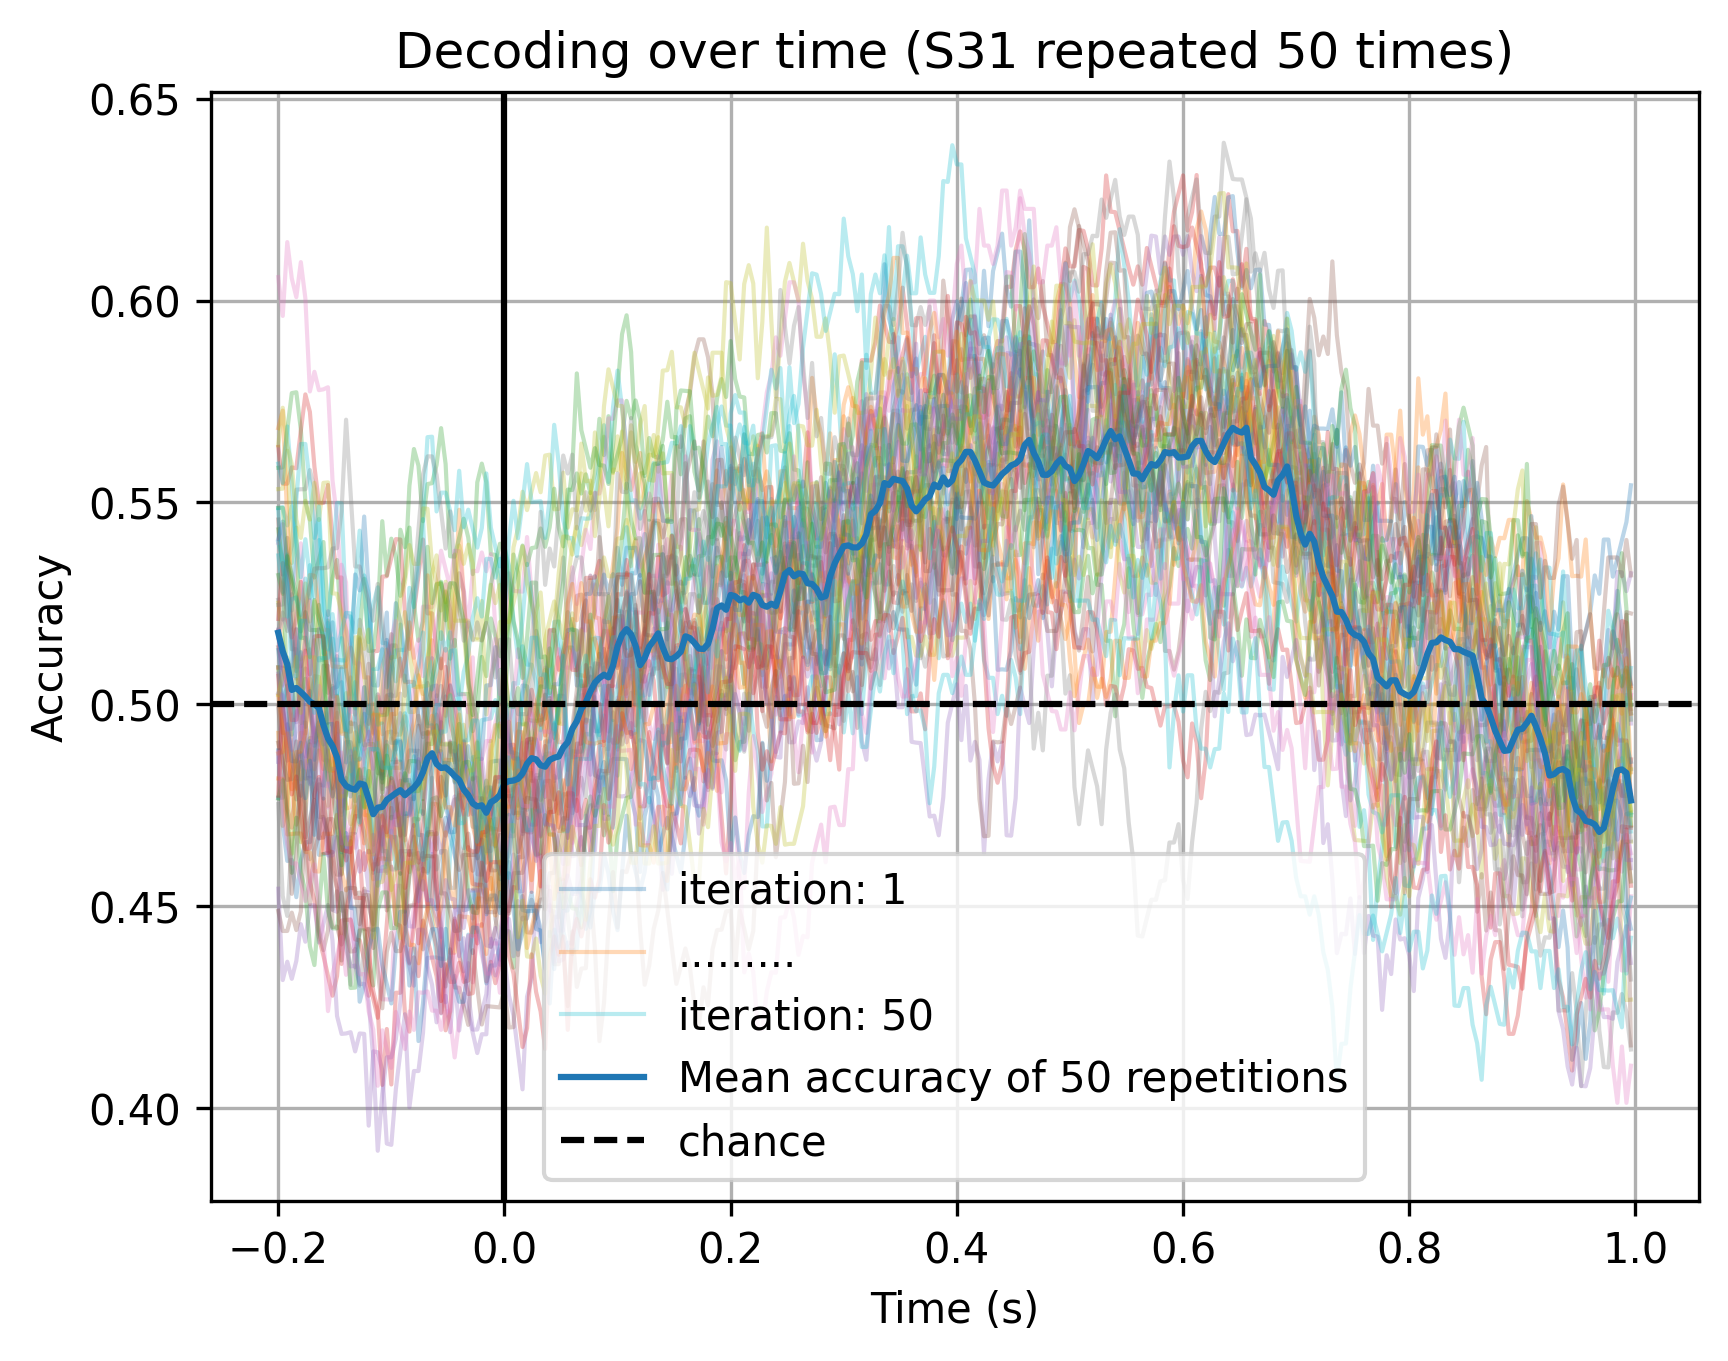 Decoding over time (S31 repeated 50 times)
0.65
0.60
0.55
0.50
0.45
0.40
Accuracy
iteration: 1
.........
iteration: 50
Mean accuracy of 50 repetitions
chance
−0.2 0.0 0.2 0.4 0.6 0.8 1.0
Time (s)